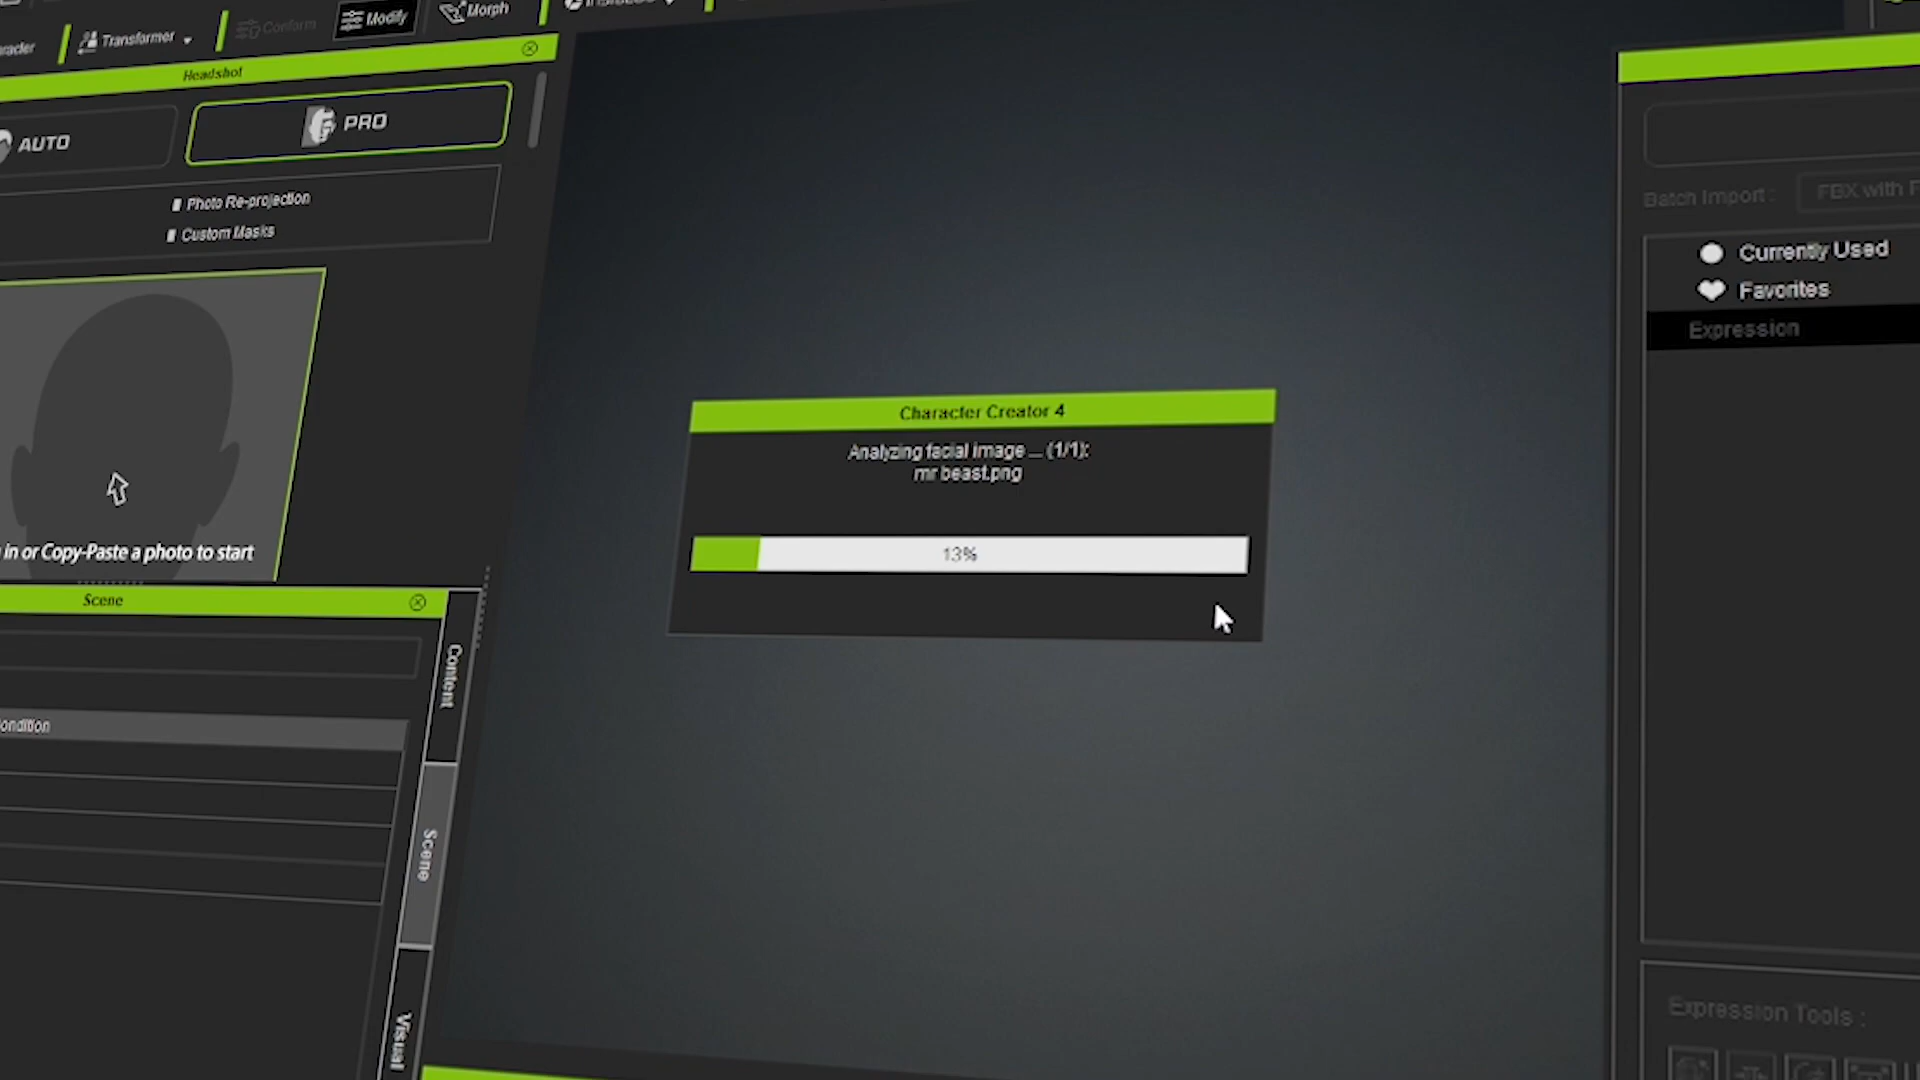 Transformer
Conform
Modify
Morph
Headshot
AUTO
PRO
Photo Re-projection
Custom Masks
in or Copy-Paste a photo to start
Scene
Content
Scene
Visual
Character Creator 4
Analyzing facial image ... (1/1):
mr beast.png
13%
Batch Import :
FBX with F
Currently Used
Favorites
Expression
Expression Tools :